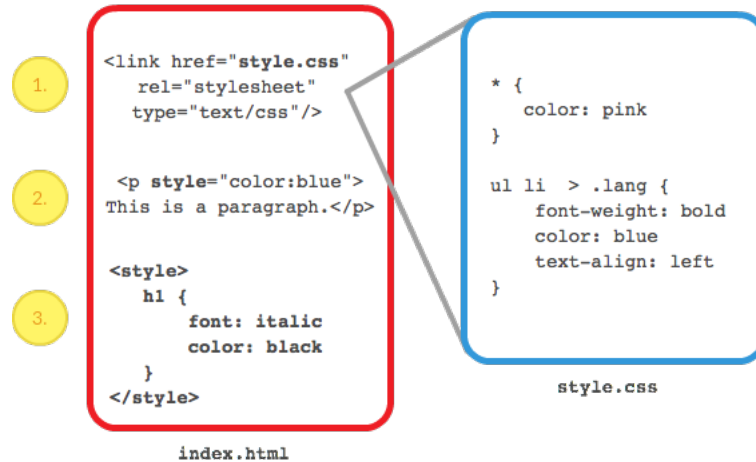 1.
<link href="style.css"
rel="stylesheet"
type="text/css"/>
2.
<p style="color:blue">
This is a paragraph.</p>
3.
<style>
h1 {
font: italic
color: black
}
</style>
index.html
* {
color: pink
}
ul li > .lang {
font-weight: bold
color: blue
text-align: left
}
style.css